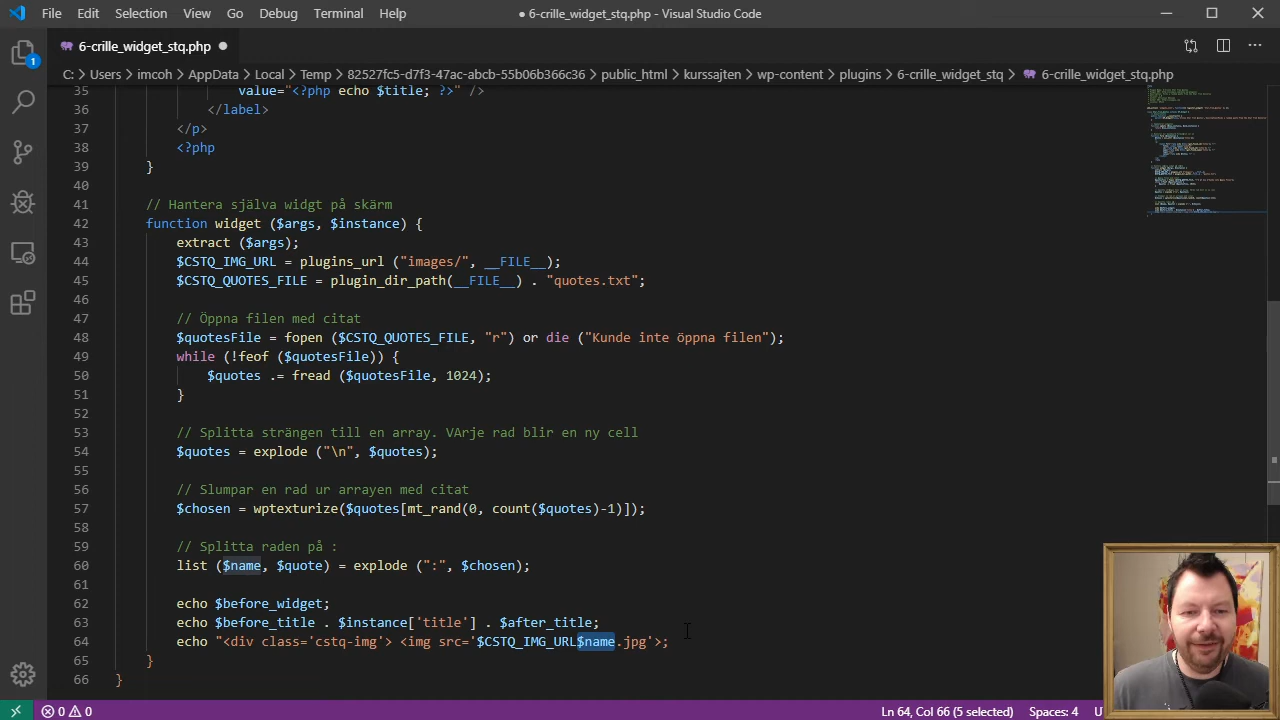 File Edit Selection View Go Debug Terminal Help ● 6-crille_widget_stq.php - Visual Studio Code
6-crille_widget_stq.php ●
C: > Users > imcoh > AppData > Local > Temp > 82527fc5-d7f3-47ac-abcb-55b06b366c36 > public_html > kurssajten > wp-content > plugins > 6-crille_widget_stq > 6-crille_widget_stq.php
1
35 value="<?php echo $title; ?>" />
36 </label>
37 </p>
38 <?php
39 }
40
41 // Hantera själva widgt på skärm
42 function widget ($args, $instance) {
43 extract ($args);
44 $CSTQ_IMG_URL = plugins_url ("images/", __FILE__);
45 $CSTQ_QUOTES_FILE = plugin_dir_path(__FILE__) . "quotes.txt";
46
47 // Öppna filen med citat
48 $quotesFile = fopen ($CSTQ_QUOTES_FILE, "r") or die ("Kunde inte öppna filen");
49 while (!feof ($quotesFile)) {
50 $quotes .= fread ($quotesFile, 1024);
51 }
52
53 // Splitta strängen till en array. VArje rad blir en ny cell
54 $quotes = explode ("\n", $quotes);
55
56 // Slumpar en rad ur arrayen med citat
57 $chosen = wptexturize($quotes[mt_rand(0, count($quotes)-1)]);
58
59 // Splitta raden på :
60 list ($name, $quote) = explode (":", $chosen);
61
62 echo $before_widget;
63 echo $before_title . $instance['title'] . $after_title;
64 echo "<div class='cstq-img'> <img src='$CSTQ_IMG_URL$name.jpg'>;
65 }
66 }
0 0 Ln 64, Col 66 (5 selected) Spaces: 4